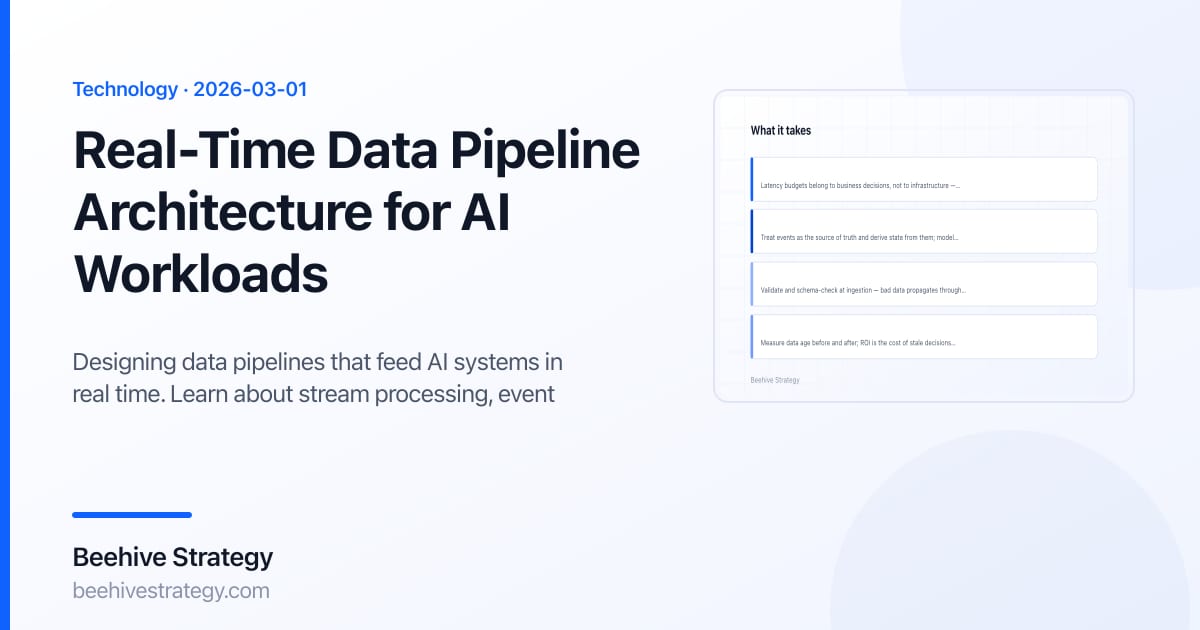 Technology · 2026-03-01
Real-Time Data Pipeline
Architecture for AI
Workloads
Designing data pipelines that feed AI systems in
real time. Learn about stream processing, event
Beehive Strategy
beehivestrategy.com
What it takes
Latency budgets belong to business decisions, not to infrastructure —...
Treat events as the source of truth and derive state from them; model...
Validate and schema-check at ingestion — bad data propagates through...
Measure data age before and after; ROI is the cost of stale decisions...
Beehive Strategy